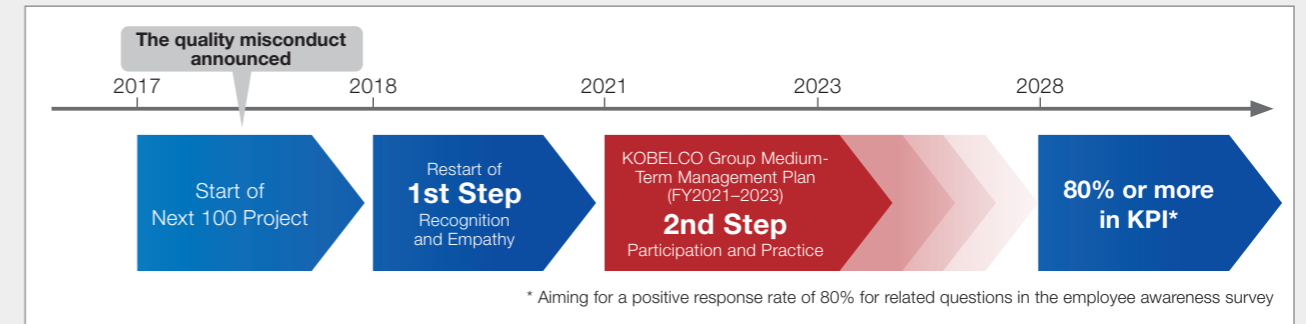 The quality misconduct
announced
2017
2018
2021
2023
2028
Start of
Next 100 Project
Restart of
1st Step
Recognition
and Empathy
KOBELCO Group Medium-
Term Management Plan
(FY2021–2023)
2nd Step
Participation and Practice
80% or more
in KPI*
* Aiming for a positive response rate of 80% for related questions in the employee awareness survey